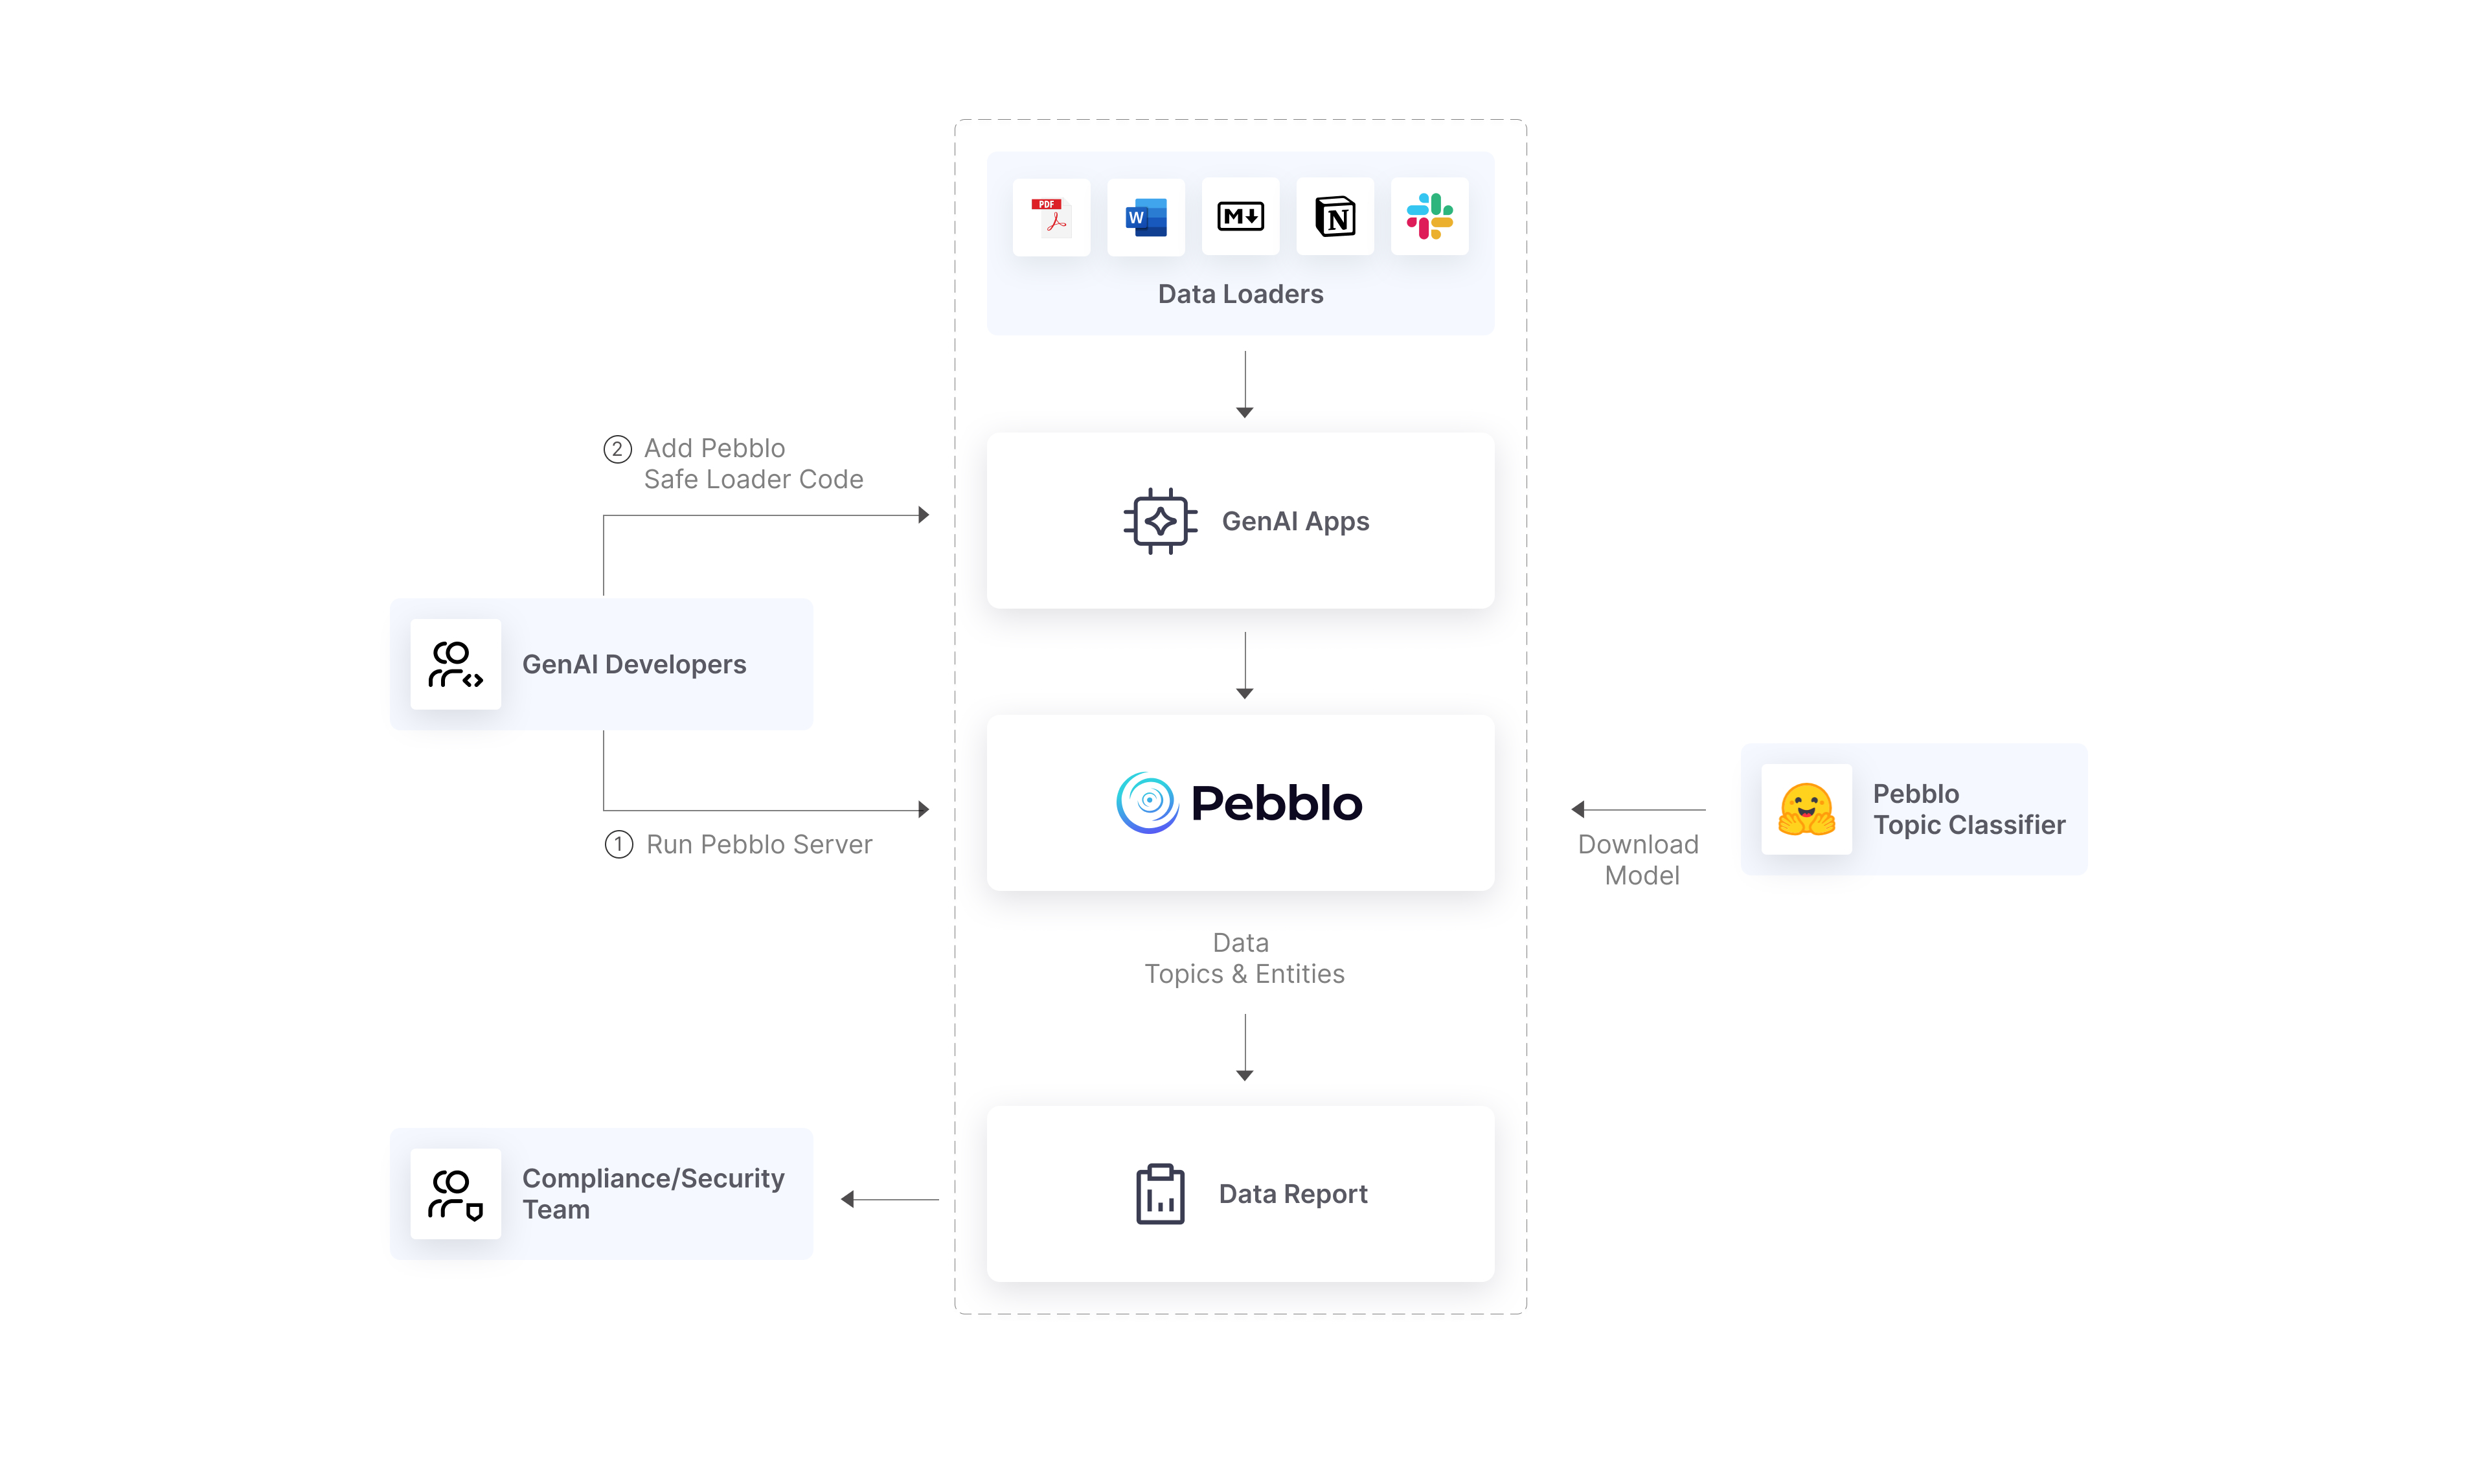 PDF
W
M
N
Data Loaders
2 Add Pebblo
Safe Loader Code
GenAI Apps
GenAI Developers
Pebblo
1 Run Pebblo Server
Download
Model
Pebblo
Topic Classifier
Data
Topics & Entities
Compliance/Security
Team
Data Report